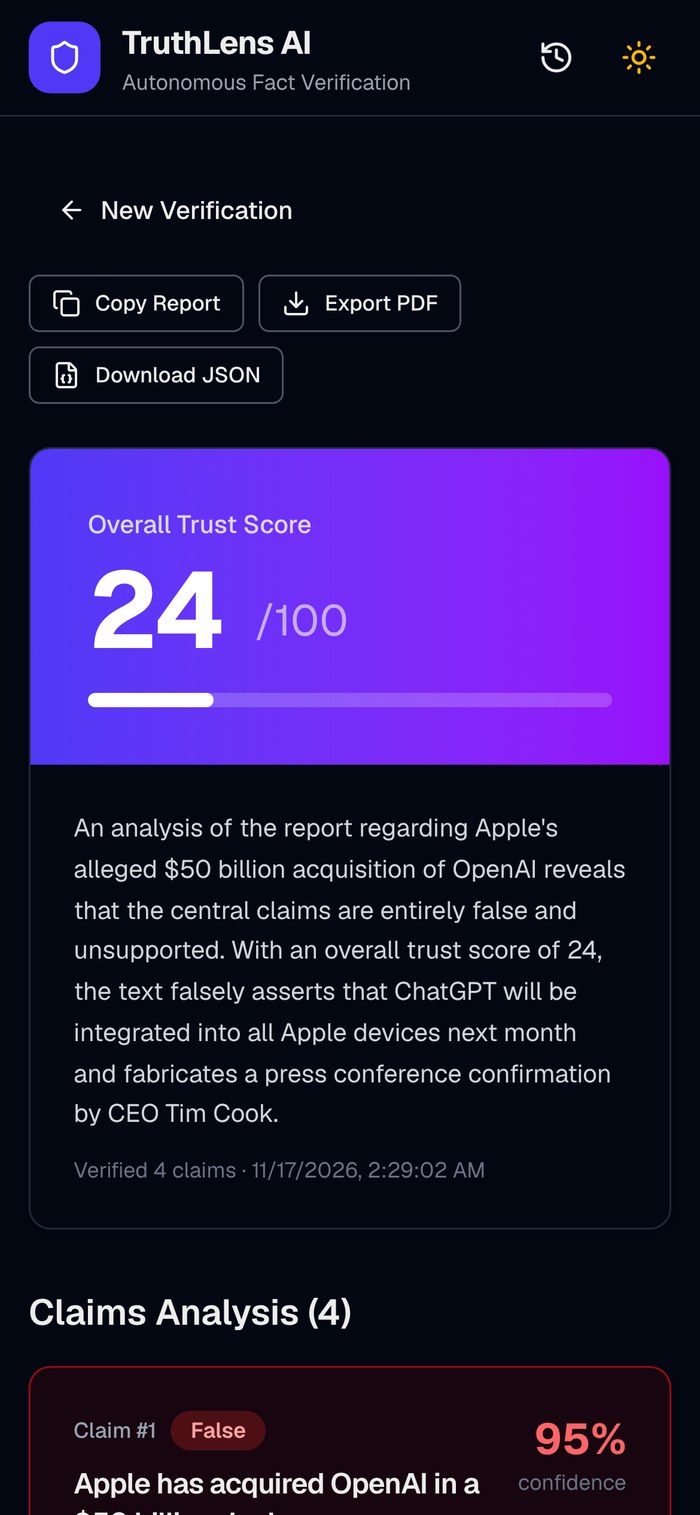 TruthLens AI
Autonomous Fact Verification
New Verification
Copy Report
Export PDF
Download JSON
Overall Trust Score
24 /100
An analysis of the report regarding Apple's
alleged $50 billion acquisition of OpenAI reveals
that the central claims are entirely false and
unsupported. With an overall trust score of 24,
the text falsely asserts that ChatGPT will be
integrated into all Apple devices next month
and fabricates a press conference confirmation
by CEO Tim Cook.
Verified 4 claims · 11/17/2026, 2:29:02 AM
Claims Analysis (4)
Claim #1 False
95%
confidence
Apple has acquired OpenAI in a